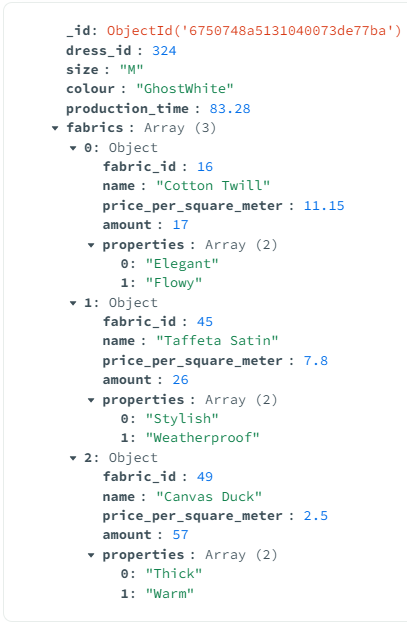 _id: ObjectId('6750748a5131040073de77ba')
dress_id : 324
size : "M"
colour : "GhostWhite"
production_time : 83.28
fabrics : Array (3)
0: Object
fabric_id : 16
name : "Cotton Twill"
price_per_square_meter : 11.15
amount : 17
properties : Array (2)
0: "Elegant"
1: "Flowy"
1: Object
fabric_id : 45
name : "Taffeta Satin"
price_per_square_meter : 7.8
amount : 26
properties : Array (2)
0: "Stylish"
1: "Weatherproof"
2: Object
fabric_id : 49
name : "Canvas Duck"
price_per_square_meter : 2.5
amount : 57
properties : Array (2)
0: "Thick"
1: "Warm"